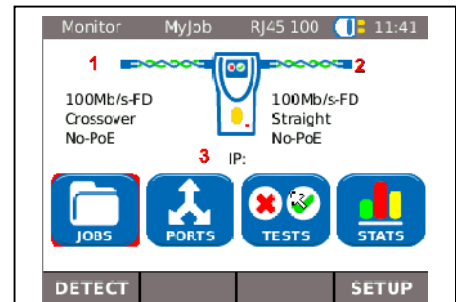 Monitor MyJob RJ45 100 11:41
1 2
100Mb/s-FD 100Mb/s-FD
Crossover Straight
No-PoE No-PoE
3 IP:
JOBS PORTS TESTS STATS
DETECT SETUP